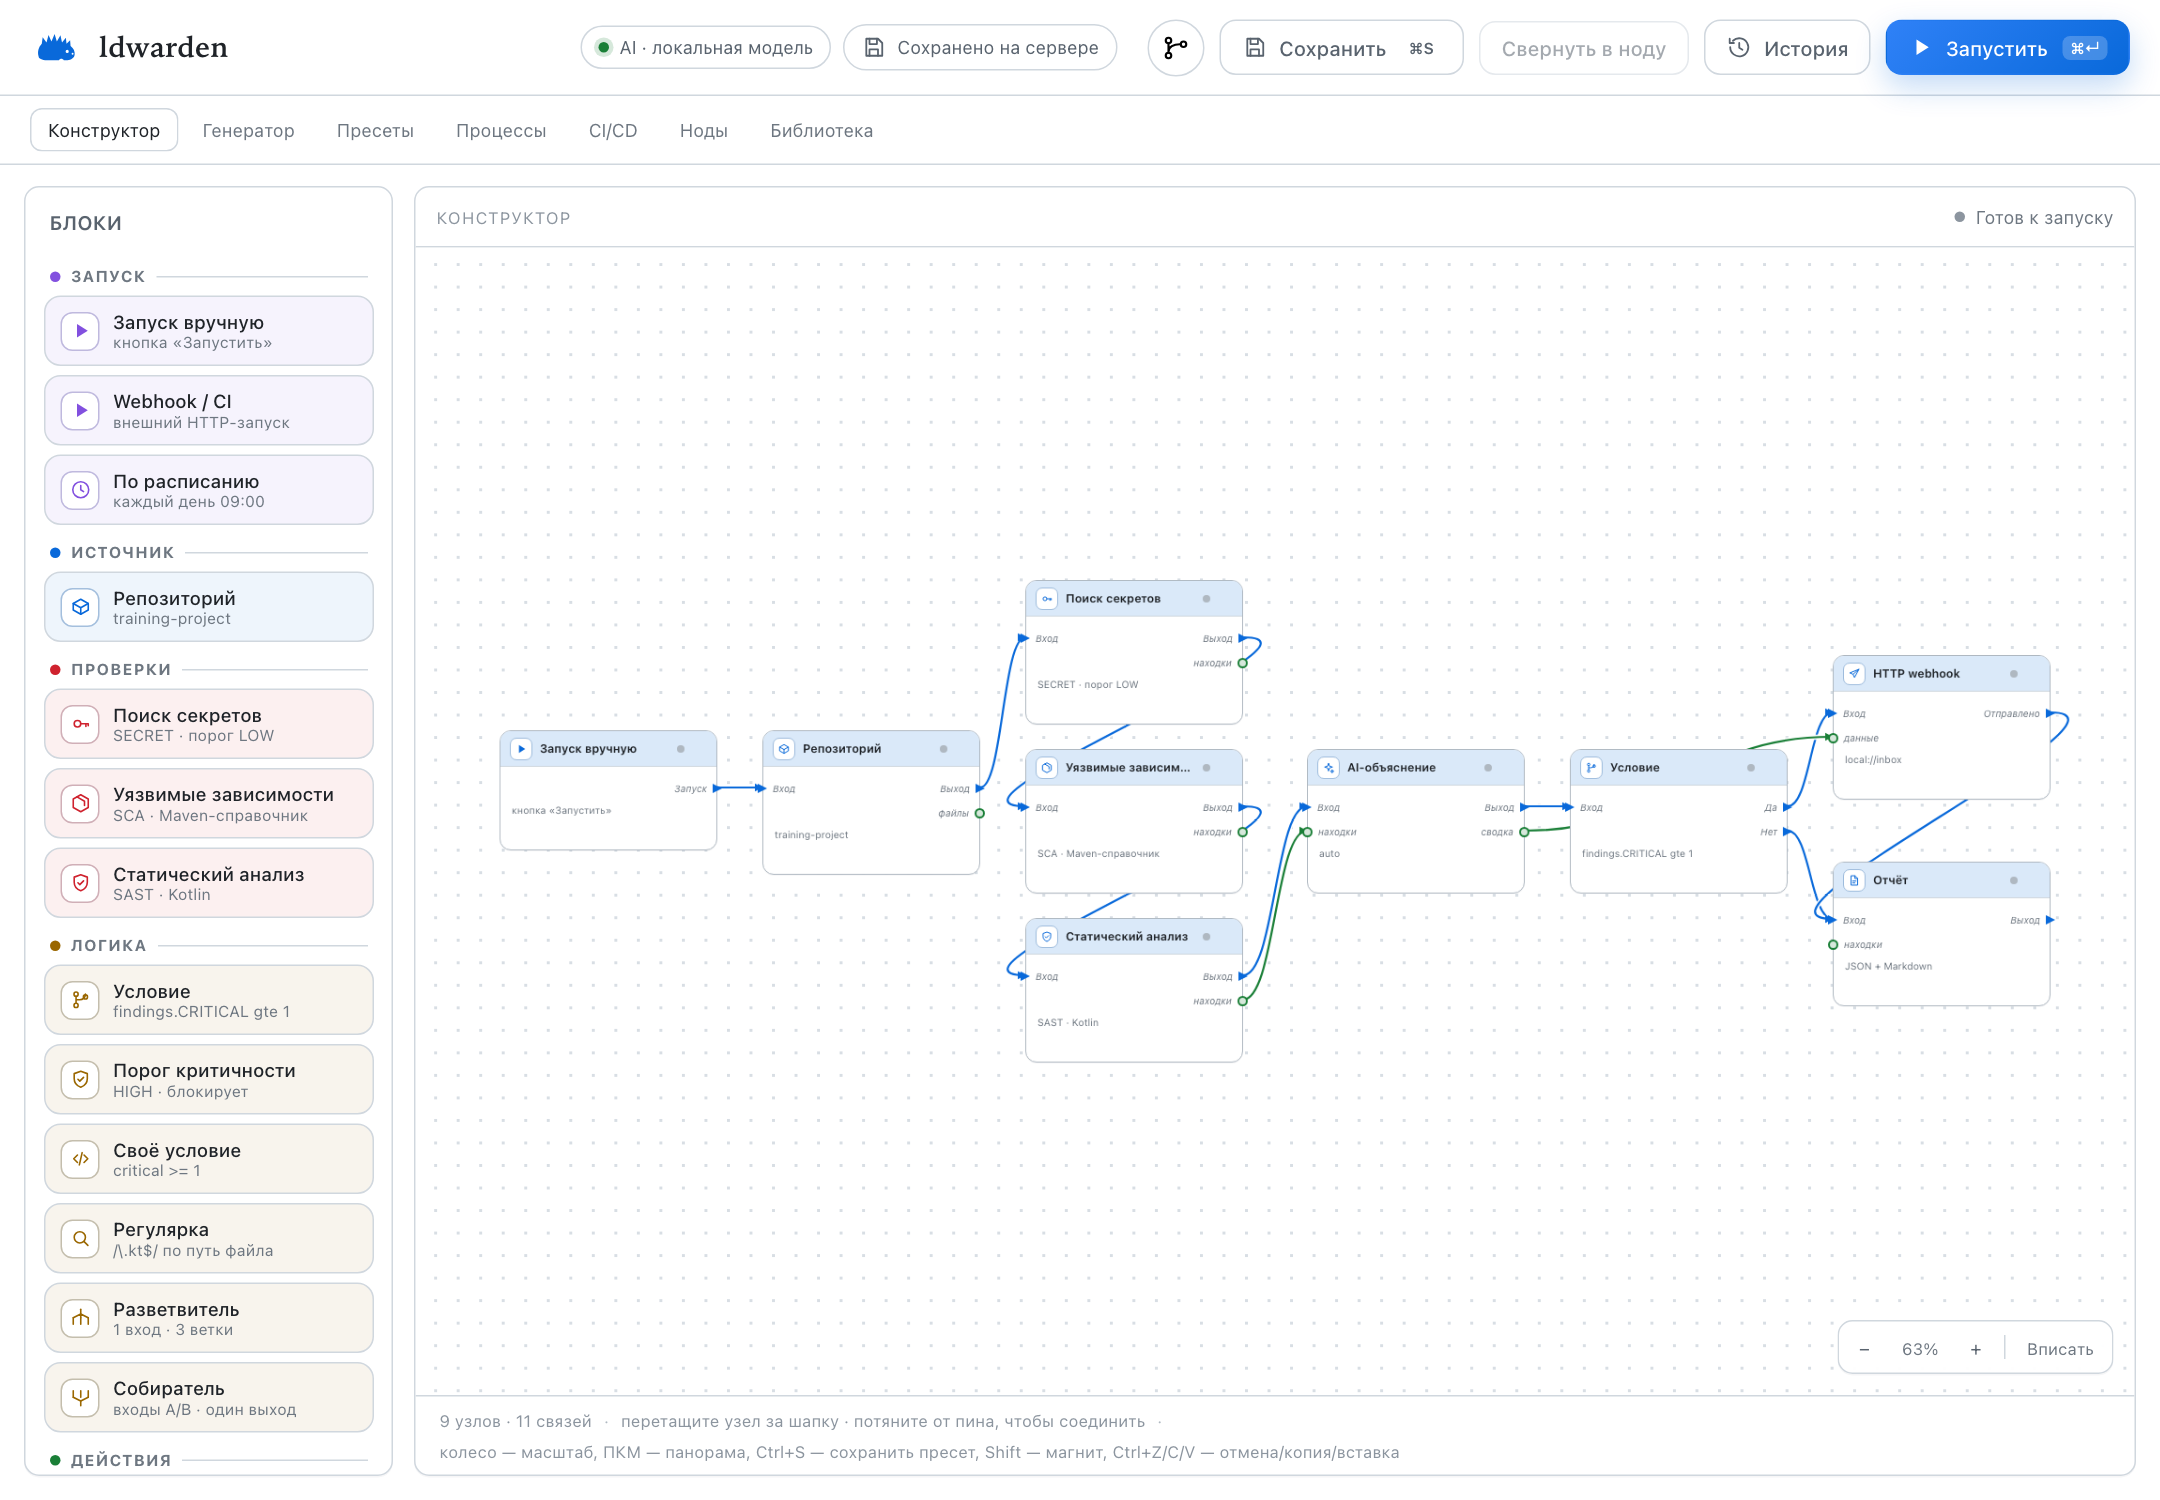 ldwarden
AI · локальная модель
Сохранено на сервере
Сохранить ⌘S
Свернуть в ноду
История
Запустить ⌘↵
Конструктор
Генератор
Пресеты
Процессы
CI/CD
Ноды
Библиотека
БЛОКИ
ЗАПУСК
Запуск вручную
кнопка «Запустить»
Webhook / CI
внешний HTTP-запуск
По расписанию
каждый день 09:00
ИСТОЧНИК
Репозиторий
training-project
ПРОВЕРКИ
Поиск секретов
SECRET · порог LOW
Уязвимые зависимости
SCA · Maven-справочник
Статический анализ
SAST · Kotlin
ЛОГИКА
Условие
findings.CRITICAL gte 1
Порог критичности
HIGH · блокирует
Своё условие
critical >= 1
Регулярка
/\.kt$/ по путь файла
Разветвитель
1 вход · 3 ветки
Собиратель
входы A/B · один выход
ДЕЙСТВИЯ
КОНСТРУКТОР
Готов к запуску
Запуск вручную
Запуск
кнопка «Запустить»
Репозиторий
Вход
Выход
файлы
training-project
Поиск секретов
Вход
Выход
находки
SECRET · порог LOW
Уязвимые зависим...
Вход
Выход
находки
SCA · Maven-справочник
Статический анализ
Вход
Выход
находки
SAST · Kotlin
AI-объяснение
Вход
Выход
находки
сводка
auto
Условие
Вход
Да
Нет
findings.CRITICAL gte 1
HTTP webhook
Вход
Отправлено
данные
local://inbox
Отчёт
Вход
Выход
находки
JSON + Markdown
− 63% + Вписать
9 узлов · 11 связей · перетащите узел за шапку · потяните от пина, чтобы соединить ·
колесо — масштаб, ПКМ — панорама, Ctrl+S — сохранить пресет, Shift — магнит, Ctrl+Z/C/V — отмена/копия/вставка